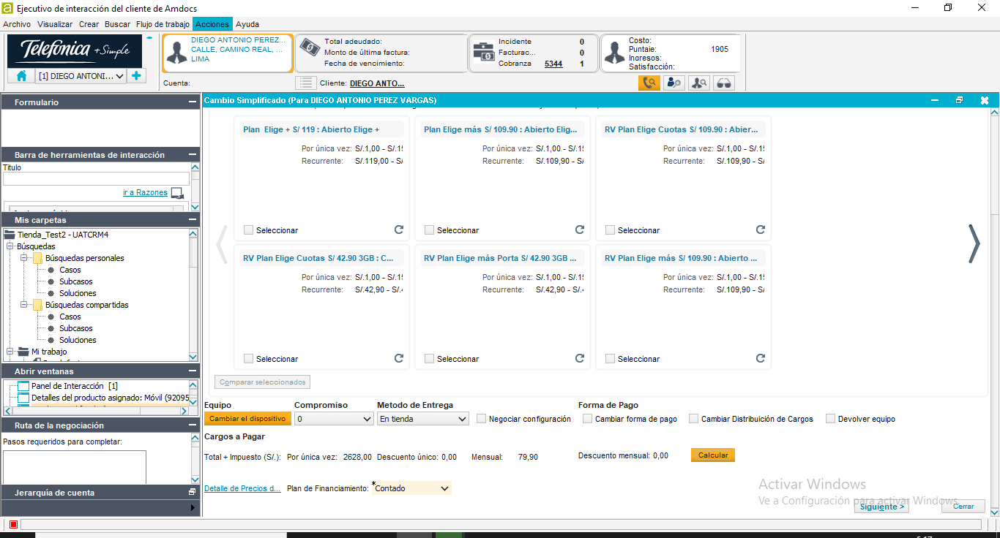 Ejecutivo de interacción del cliente de Amdocs
Archivo Visualizar Crear Buscar Flujo de trabajo Acciones Ayuda
Telefónica +Simple
[1] DIEGO ANTONI...
DIEGO ANTONIO PEREZ...
CALLE, CAMINO REAL, ...
LIMA
Total adeudado:
Monto de última factura:
Fecha de vencimiento:
Incidente 0
Facturac... 0
Cobranza 5344 1
Costo:
Puntaje: 1905
Ingresos:
Satisfacción:
Cuenta:
Cliente: DIEGO ANTO...
Formulario
Barra de herramientas de interacción
Título
ir a Razones
Mis carpetas
Tienda_Test2 - UATCRM4
Búsquedas
Búsquedas personales
Casos
Subcasos
Soluciones
Búsquedas compartidas
Casos
Subcasos
Soluciones
Mi trabajo
Abrir ventanas
Panel de Interacción [1]
Detalles del producto asignado: Móvil (92095
Ruta de la negociación
Pasos requeridos para completar:
Jerarquía de cuenta
Cambio Simplificado (Para DIEGO ANTONIO PEREZ VARGAS)
Plan Elige + S/ 119 : Abierto Elige +
Por única vez: S/.1,00 - S/.1
Recurrente: S/.119,00 - S/
Seleccionar
Plan Elige más S/ 109.90 : Abierto Elig...
Por única vez: S/.1,00 - S/.1
Recurrente: S/.109,90 - S/
Seleccionar
RV Plan Elige Cuotas S/ 109.90 : Abier...
Por única vez: S/.1,00 - S/.1
Recurrente: S/.109,90 - S/
Seleccionar
RV Plan Elige Cuotas S/ 42.90 3GB : C...
Por única vez: S/.1,00 - S/.1
Recurrente: S/.42,90 - S/.
Seleccionar
RV Plan Elige más Porta S/ 42.90 3GB ...
Por única vez: S/.1,00 - S/.1
Recurrente: S/.42,90 - S/.
Seleccionar
RV Plan Elige más S/ 109.90 : Abierto ...
Por única vez: S/.1,00 - S/.1
Recurrente: S/.109,90 - S/
Seleccionar
Comparar seleccionados
Equipo Compromiso Metodo de Entrega Forma de Pago
Cambiar el dispositivo 0 En tienda Negociar configuración Cambiar forma de pago Cambiar Distribuición de Cargos Devolver equipo
Cargos a Pagar
Total + Impuesto (S/.): Por única vez: 2628,00 Descuento único: 0,00 Mensual: 79,90 Descuento mensual: 0,00 Calcular
Detalle de Precios d... Plan de Financiamiento: *Contado
Activar Windows
Ve a Configuración para activar Windows.
Siguiente > Cerrar